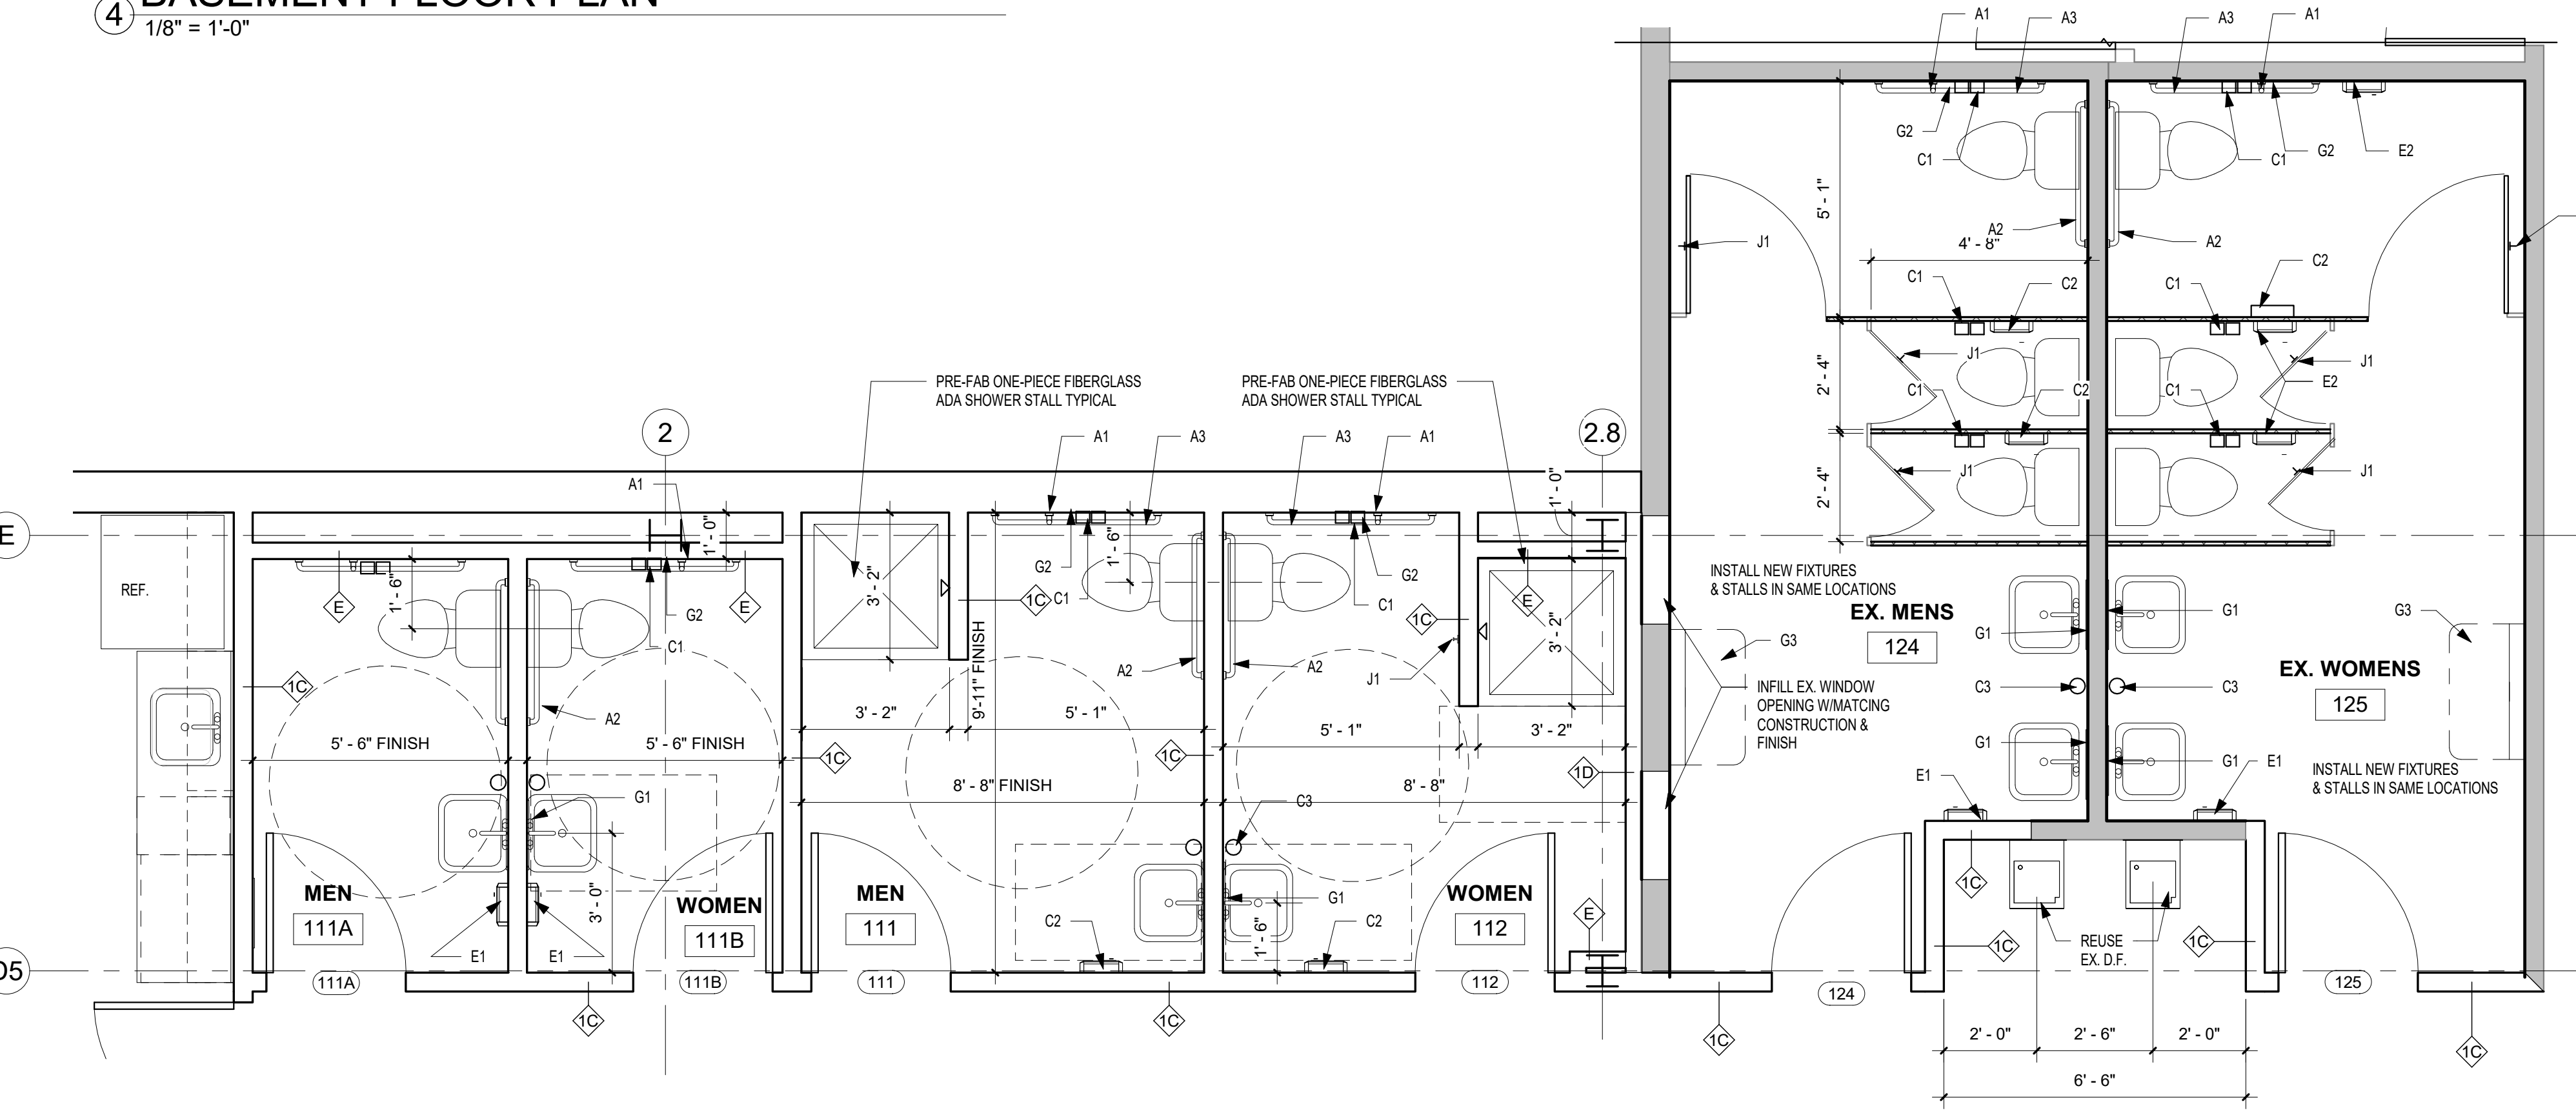 4 BASEMENT FLOOR PLAN
1/8" = 1'-0"
A1
A3
A3
A1
G2
C1
C1
G2
E2
5' - 1"
A2
4' - 8"
A2
J1
C1
C2
C1
C2
2' - 4"
J1
J1
E2
C1
C2
C1
2' - 4"
J1
J1
PRE-FAB ONE-PIECE FIBERGLASS
ADA SHOWER STALL TYPICAL
PRE-FAB ONE-PIECE FIBERGLASS
ADA SHOWER STALL TYPICAL
2
2.8
A1
A3
A3
A1
A1
1' - 0"
1' - 0"
E
REF.
E
1' - 6"
E
G2
C1
3' - 2"
1C
G2
C1
1' - 6"
G2
C1
1C
E
3' - 2"
J1
A2
A2
9'-11" FINISH
1C
A2
5' - 6" FINISH
5' - 6" FINISH
3' - 2"
5' - 1"
5' - 1"
3' - 2"
1C
1C
1D
8' - 8" FINISH
8' - 8"
G1
C3
3' - 0"
G1
1' - 6"
C2
C2
E
E1
E1
MEN
111A
WOMEN
111B
MEN
111
WOMEN
112
111A
111B
111
112
1C
1C
INSTALL NEW FIXTURES
& STALLS IN SAME LOCATIONS
EX. MENS
124
G3
INFILL EX. WINDOW
OPENING W/MATCING
CONSTRUCTION &
FINISH
G1
G1
C3
C3
G1
G1
E1
E1
G3
EX. WOMENS
125
INSTALL NEW FIXTURES
& STALLS IN SAME LOCATIONS
1C
1C
1C
REUSE
EX. D.F.
124
125
1C
1C
2' - 0"
2' - 6"
2' - 0"
6' - 6"